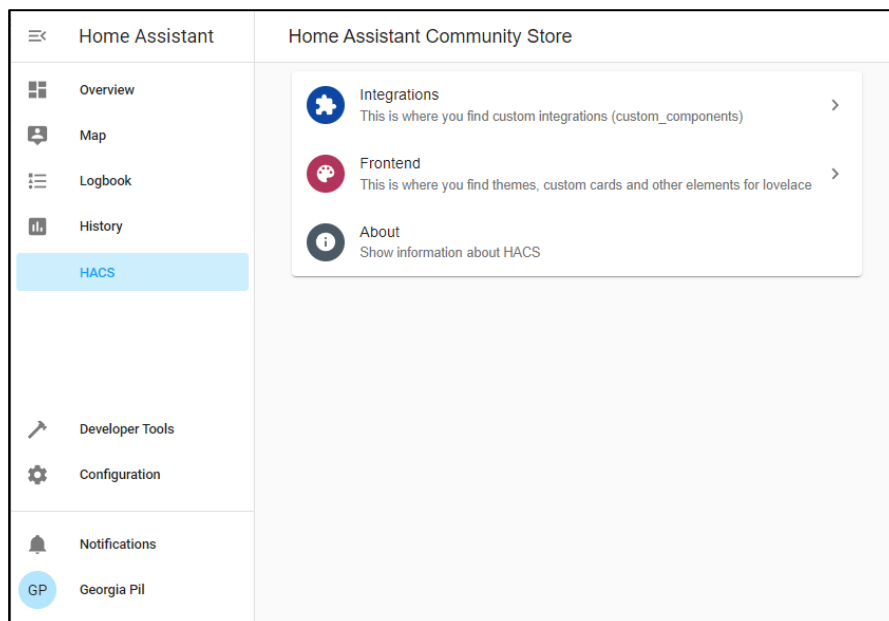 Home Assistant
Overview
Map
Logbook
History
HACS
Developer Tools
Configuration
Notifications
GP
Georgia Pil
Home Assistant Community Store
Integrations
This is where you find custom integrations (custom_components)
Frontend
This is where you find themes, custom cards and other elements for lovelace
About
Show information about HACS